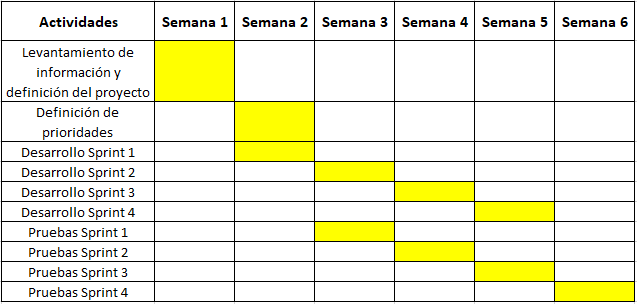 Actividades Semana 1 Semana 2 Semana 3 Semana 4 Semana 5 Semana 6
Levantamiento de
información y
definición del proyecto
Definición de
prioridades
Desarrollo Sprint 1
Desarrollo Sprint 2
Desarrollo Sprint 3
Desarrollo Sprint 4
Pruebas Sprint 1
Pruebas Sprint 2
Pruebas Sprint 3
Pruebas Sprint 4